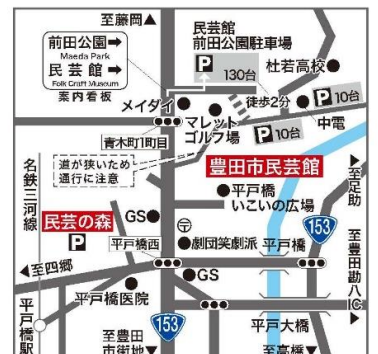 至藤岡▲
民芸館
前田公園駐車場
前田公園➡
Maeda Park
民芸館➡
Folk Craft Museum
案内看板
P 130台
杜若高校
メイダイ
徒歩2分
P 10台
マレット
ゴルフ場
中電
P 10台
青木町1町目
道が狭いため
通行に注意
豊田市民芸館
▶至足助
名鉄三河線
平戸橋
いこいの広場
153
民芸の森
P
GS
〒
平戸橋西
劇団笑劇派
平戸橋
◀至四郷
GS
至豊田勘八IC▶
平戸橋医院
平戸橋駅
153
平戸大橋
至豊田
市街地▼
至高橋▼